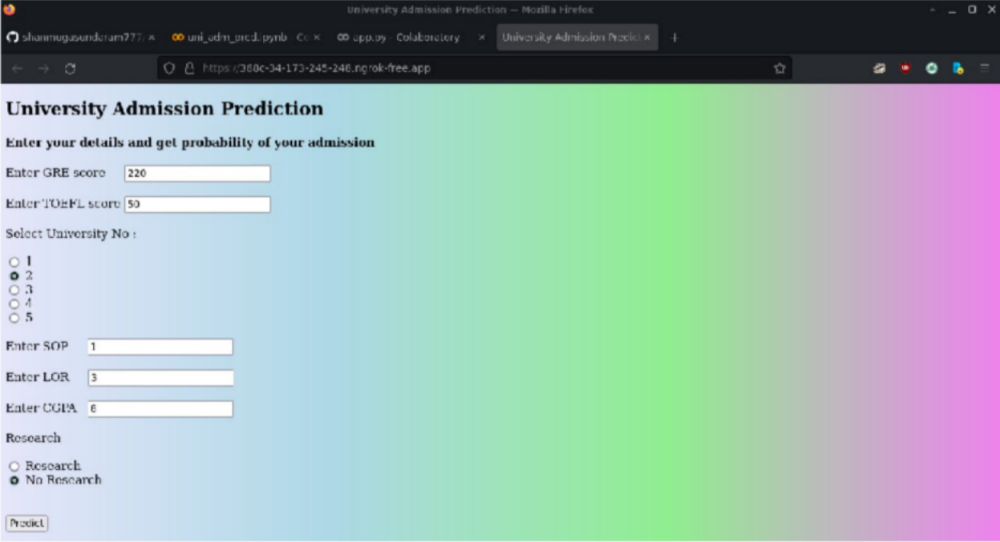 University Admission Prediction — Mozilla Firefox
shanmugasundaram777/ × uni_adm_pred.ipynb - Co × app.py - Colaboratory × University Admission Predict × +
https://368c-34-173-245-248.ngrok-free.app
University Admission Prediction
Enter your details and get probability of your admission
Enter GRE score 220
Enter TOEFL score 50
Select University No :
1
2
3
4
5
Enter SOP 1
Enter LOR 3
Enter CGPA 6
Research
Research
No Research
Predict